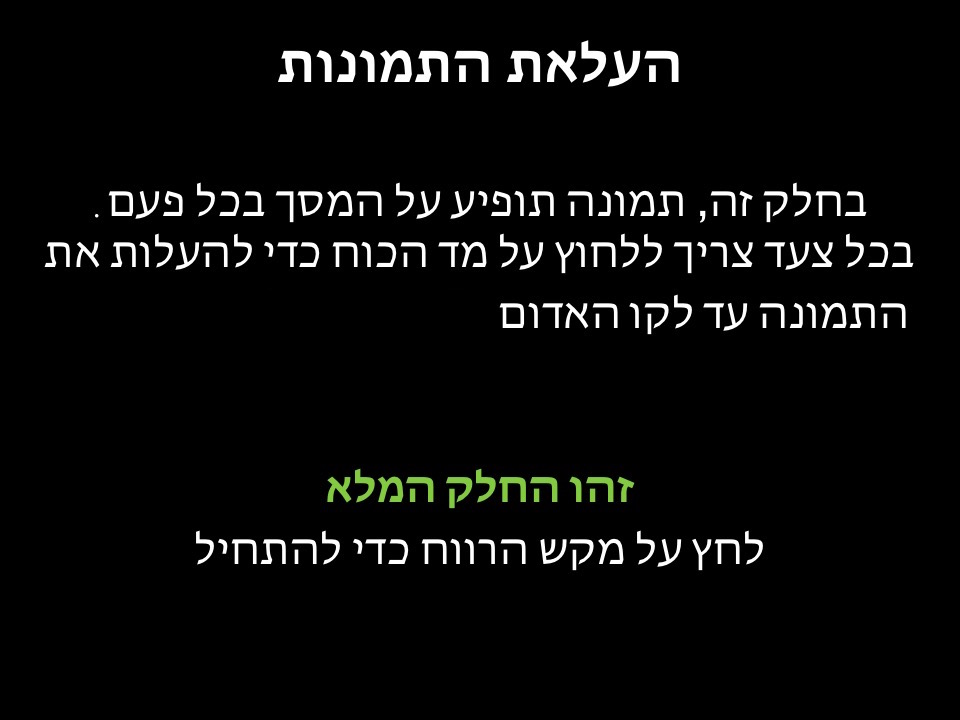 העלאת התמונות
בחלק זה, תמונה תופיע על המסך בכל פעם.
בכל צעד צריך ללחוץ על מד הכוח כדי להעלות את
התמונה עד לקו האדום
זהו החלק המלא
לחץ על מקש הרווח כדי להתחיל